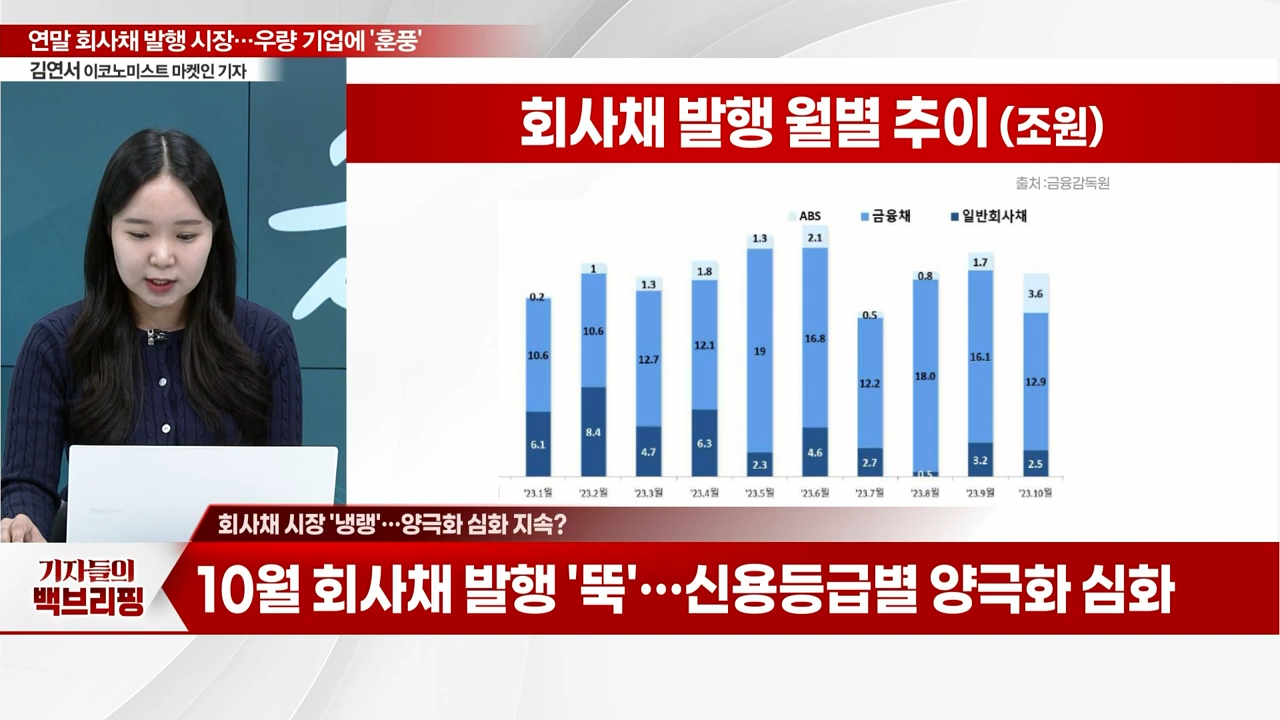 연말 회사채 발행 시장…우량 기업에 '훈풍'
김연서 이코노미스트 마켓인 기자
회사채 발행 월별 추이 (조원)
출처 :금융감독원
ABS 금융채 일반회사채
0.2 1 1.3 1.8 1.3 2.1 0.5 0.8 1.7 3.6
10.6 10.6 12.7 12.1 19 16.8 12.2 18.0 16.1 12.9
6.1 8.4 4.7 6.3 2.3 4.6 2.7 0.5 3.2 2.5
'23.1월 '23.2월 '23.3월 '23.4월 '23.5월 '23.6월 '23.7월 '23.8월 '23.9월 '23.10월
회사채 시장 '냉랭'…양극화 심화 지속?
기자들의
백브리핑
10월 회사채 발행 '뚝'…신용등급별 양극화 심화